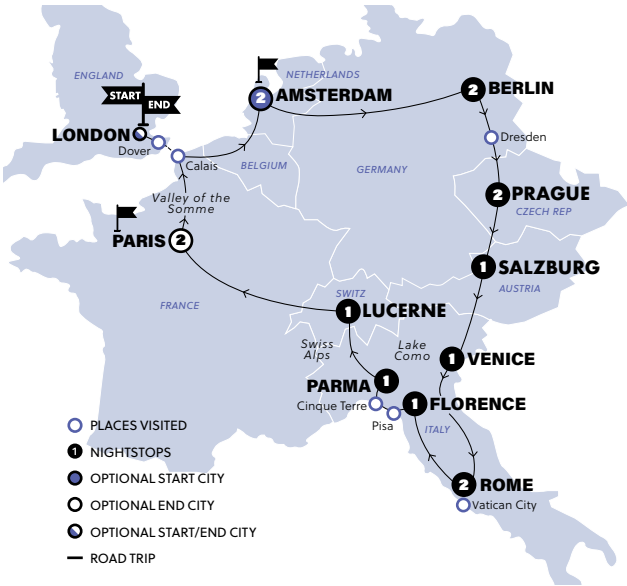 ENGLAND
START
END
LONDON
Dover
Calais
NETHERLANDS
2 AMSTERDAM
BELGIUM
GERMANY
2 BERLIN
Dresden
2 PRAGUE
CZECH REP
1 SALZBURG
AUSTRIA
Valley of the
Somme
PARIS 2
FRANCE
SWITZ
1 LUCERNE
Swiss
Alps
Lake
Como
1 VENICE
PARMA 1
Cinque Terre
1 FLORENCE
Pisa
ITALY
2 ROME
Vatican City
PLACES VISITED
1 NIGHTSTOPS
OPTIONAL START CITY
OPTIONAL END CITY
OPTIONAL START/END CITY
ROAD TRIP